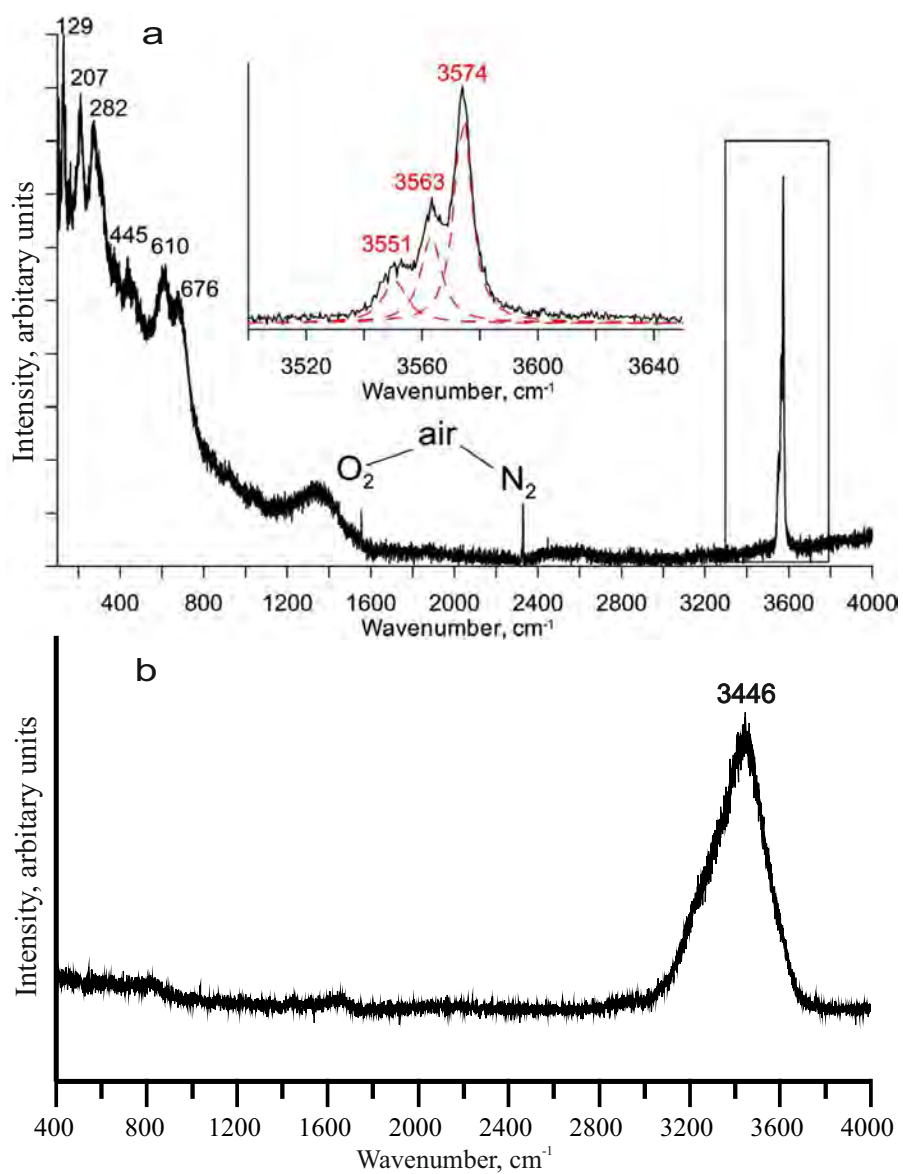 129
a
207
282
445
610
676
3574
3563
3551
3520 3560 3600 3640
Wavenumber, cm-1
air
O2
N2
Intensity, arbitary units
400 800 1200 1600 2000 2400 2800 3200 3600 4000
Wavenumber, cm-1
b
3446
Intensity, arbitary units
400 800 1200 1600 2000 2400 2800 3200 3600 4000
Wavenumber, cm-1